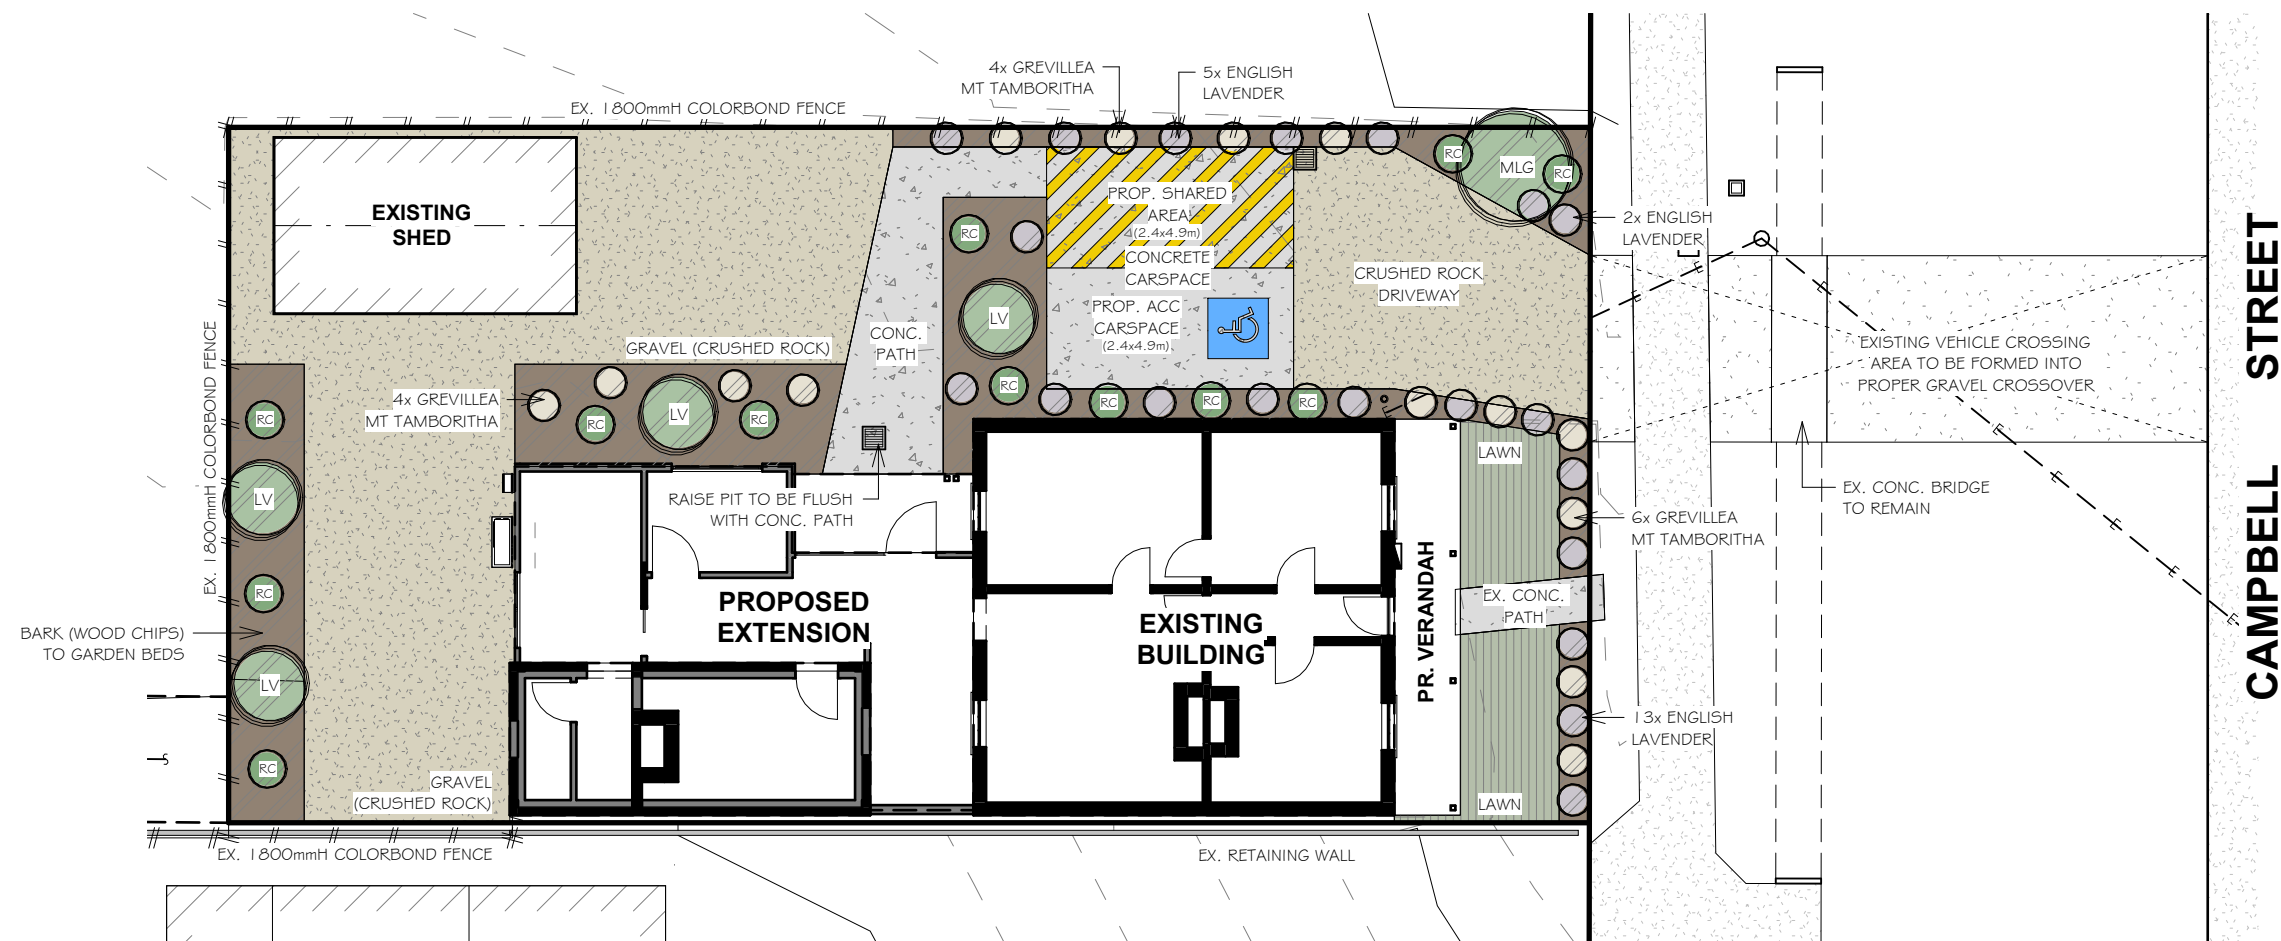 4x GREVILLEA
MT TAMBORITHA
5x ENGLISH
LAVENDER
EX. 1800mmH COLORBOND FENCE
EXISTING
SHED
RC
MLG
RC
PROP. SHARED
AREA
(2.4x4.9m)
CONCRETE
CARSPACE
PROP. ACC
CARSPACE
(2.4x4.9m)
2x ENGLISH
LAVENDER
CRUSHED ROCK
DRIVEWAY
RC
LV
RC
CONC.
PATH
GRAVEL (CRUSHED ROCK)
EX. 1800mmH COLORBOND FENCE
4x GREVILLEA
MT TAMBORITHA
RC
LV
RC
RC
RC
RC
EXISTING VEHICLE CROSSING
AREA TO BE FORMED INTO
PROPER GRAVEL CROSSOVER
CAMPBELL STREET
RC
LV
RC
LV
RC
LAWN
RAISE PIT TO BE FLUSH
WITH CONC. PATH
EX. CONC. BRIDGE
TO REMAIN
6x GREVILLEA
MT TAMBORITHA
PROPOSED
EXTENSION
EXISTING
BUILDING
PR. VERANDAH
EX. CONC.
PATH
BARK (WOOD CHIPS)
TO GARDEN BEDS
13x ENGLISH
LAVENDER
GRAVEL
(CRUSHED ROCK)
LAWN
EX. 1800mmH COLORBOND FENCE
EX. RETAINING WALL
E
E
E
E
E
E
E
E
S